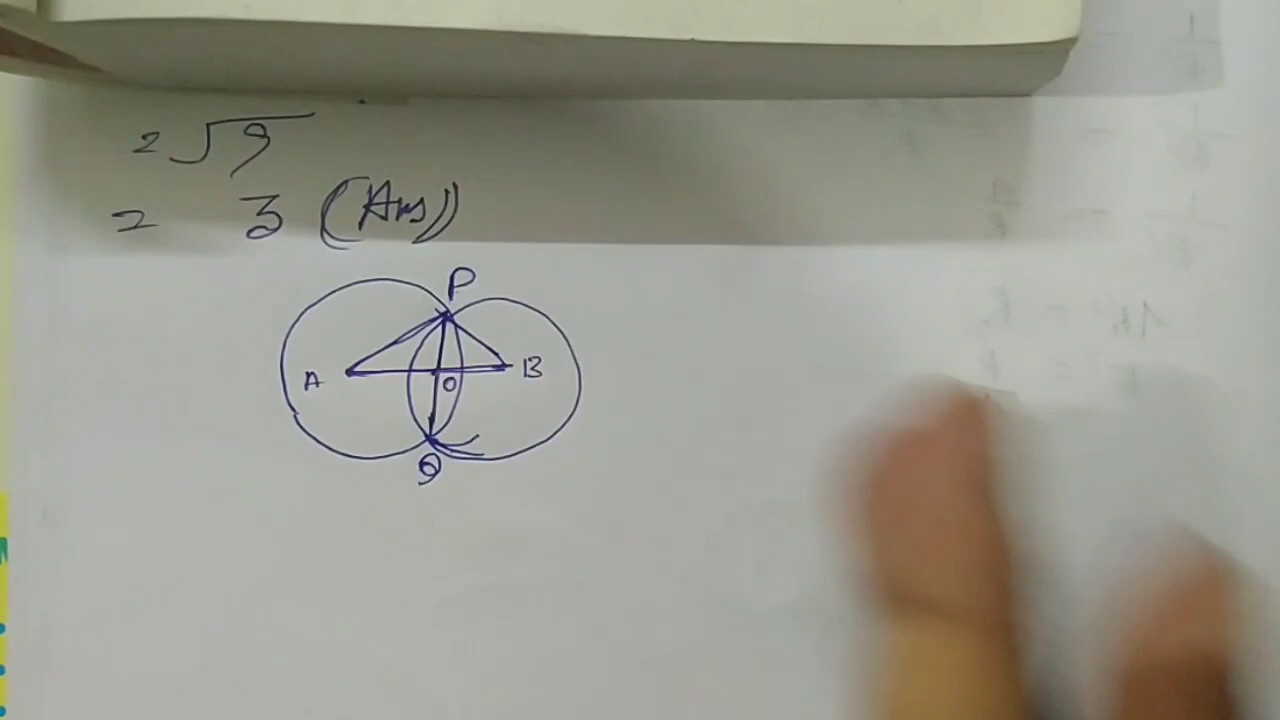 = √9
= 3 (Ans)
P
A O B
Q